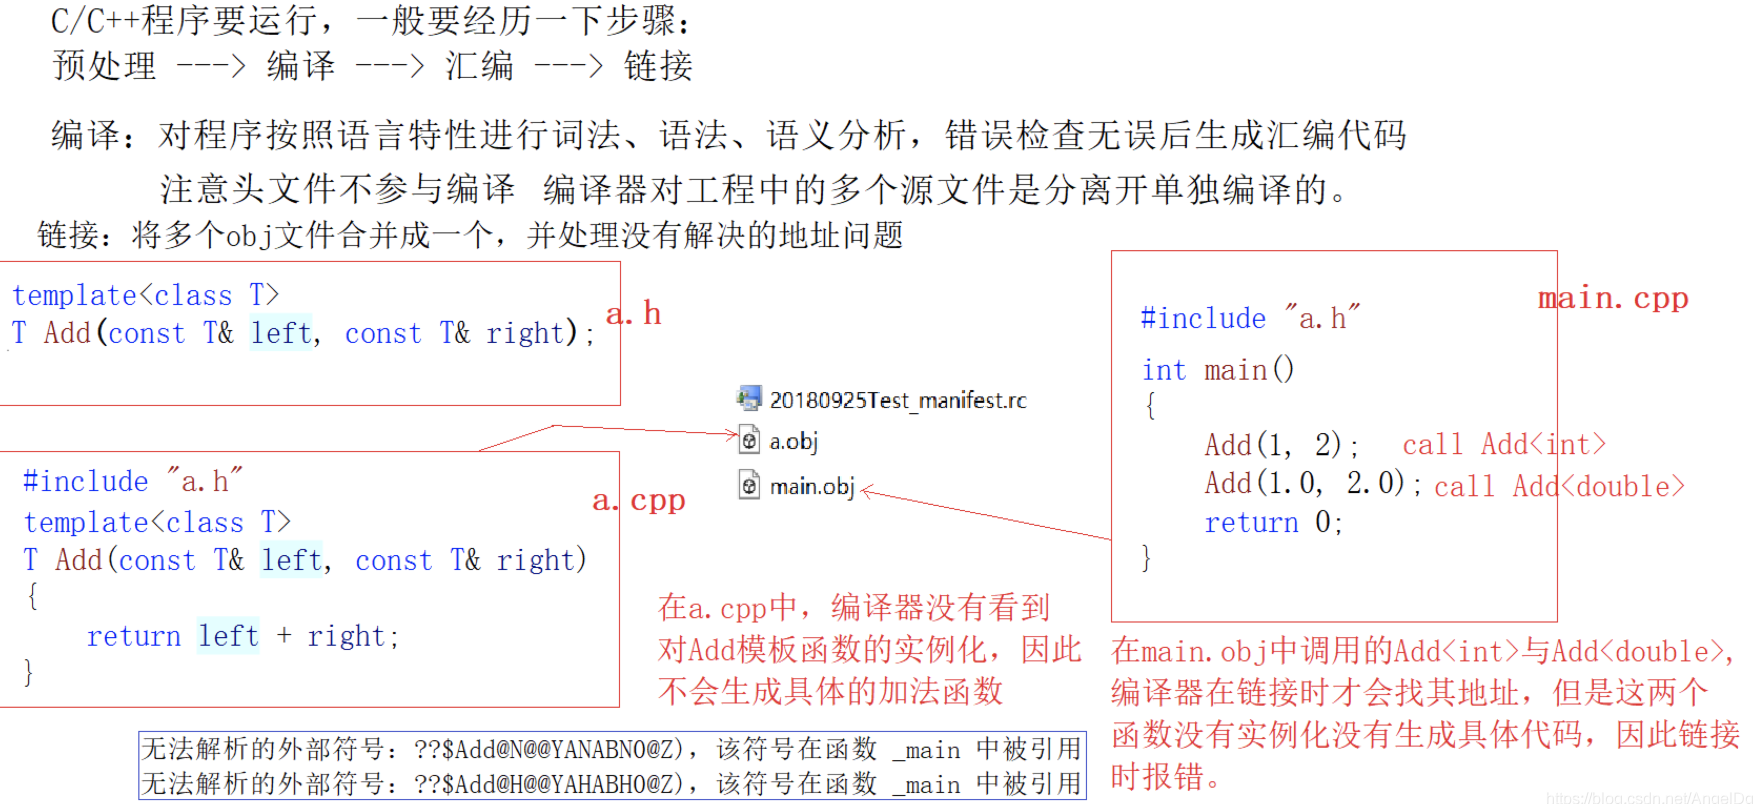 C/C++程序要运行，一般要经历一下步骤：
预处理 ---> 编译 ---> 汇编 ---> 链接
编译：对程序按照语言特性进行词法、语法、语义分析，错误检查无误后生成汇编代码
注意头文件不参与编译 编译器对工程中的多个源文件是分离开单独编译的。
链接：将多个obj文件合并成一个，并处理没有解决的地址问题
template<class T>
T Add(const T& left, const T& right);
a.h
#include "a.h"
template<class T>
T Add(const T& left, const T& right)
{
return left + right;
}
a.cpp
20180925Test_manifest.rc
a.obj
main.obj
main.cpp
#include "a.h"
int main()
{
Add(1, 2); call Add<int>
Add(1.0, 2.0); call Add<double>
return 0;
}
在a.cpp中，编译器没有看到
对Add模板函数的实例化，因此
不会生成具体的加法函数
在main.obj中调用的Add<int>与Add<double>,
编译器在链接时才会找其地址，但是这两个
函数没有实例化没有生成具体代码，因此链接
时报错。
无法解析的外部符号：??$Add@N@@YANABN0@Z)，该符号在函数 _main 中被引用
无法解析的外部符号：??$Add@H@@YAHABH0@Z)，该符号在函数 _main 中被引用
https://blog.csdn.net/AngelDg